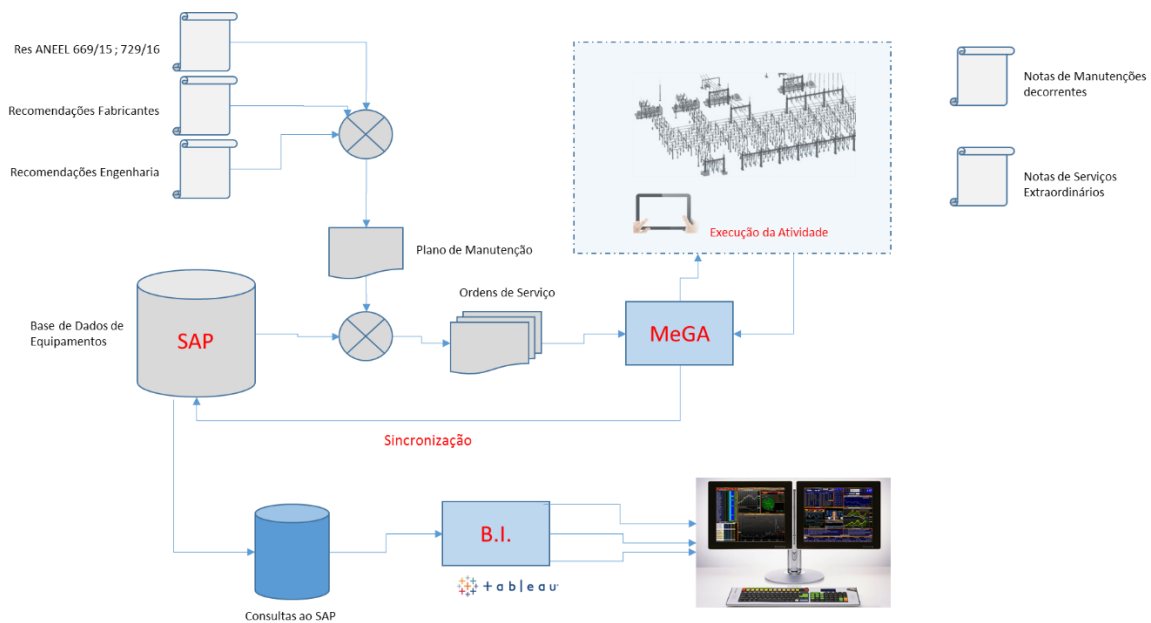 Res ANEEL 669/15 ; 729/16
Recomendações Fabricantes
Recomendações Engenharia
Notas de Manutenções
decorrentes
Notas de Serviços
Extraordinários
Execução da Atividade
Plano de Manutenção
Ordens de Serviço
Base de Dados de
Equipamentos
SAP
MeGA
Sincronização
B.I.
+ableau
Consultas ao SAP